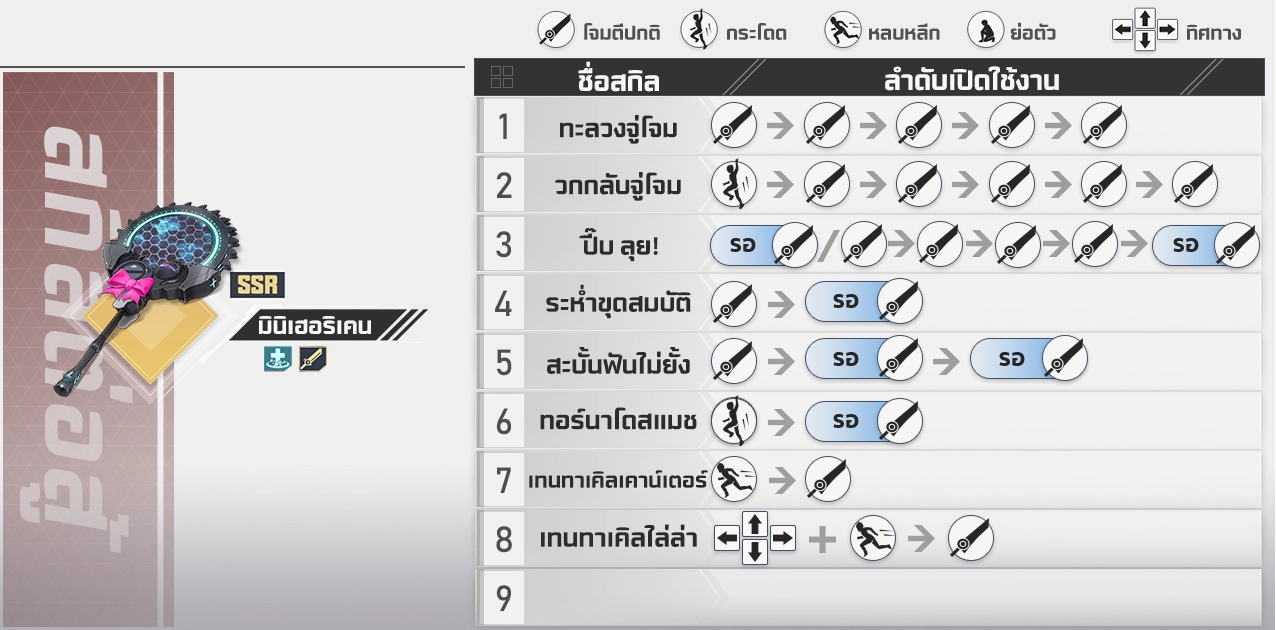 โจมตีปกติ กระโดด หลบหลีก ย่อตัว ทิศทาง
ชื่อสกิล ลำดับเปิดใช้งาน
1 ทะลวงจู่โจม
2 วกกลับจู่โจม
3 ปี๊บ ลุย! รอ / รอ
4 ระห่ำขุดสมบัติ รอ
5 สะบั้นฟันไม่ยั้ง รอ รอ
6 ทอร์นาโดสแมช รอ
7 เทนทาเคิลเคาน์เตอร์
8 เทนทาเคิลไล่ล่า +
9
สกิลต่อสู้
SSR
มินิเฮอริเคน